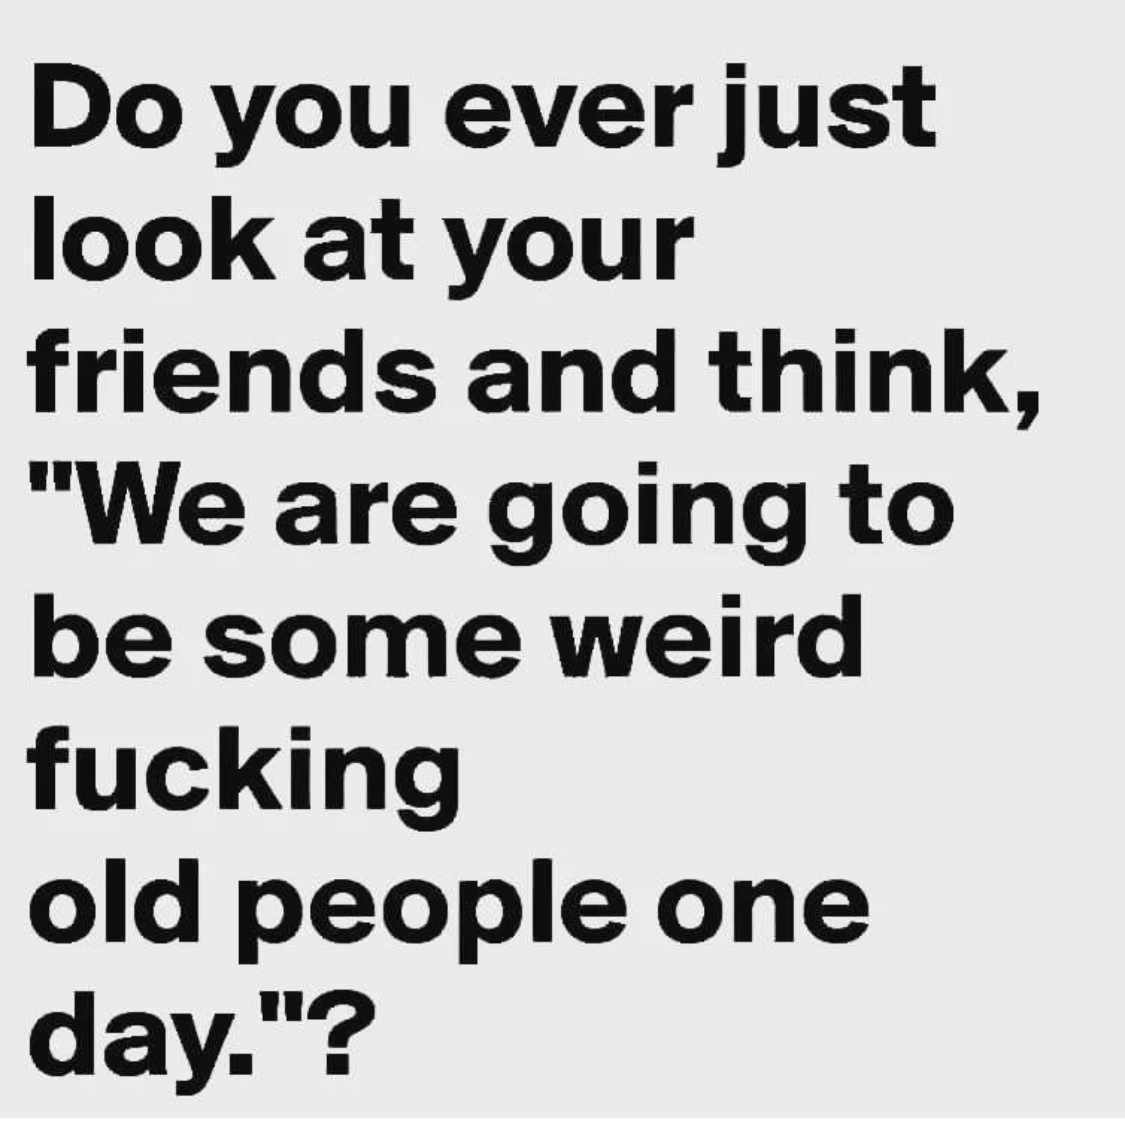 Do you ever just
look at your
friends and think,
"We are going to
be some weird
fucking
old people one
day."?